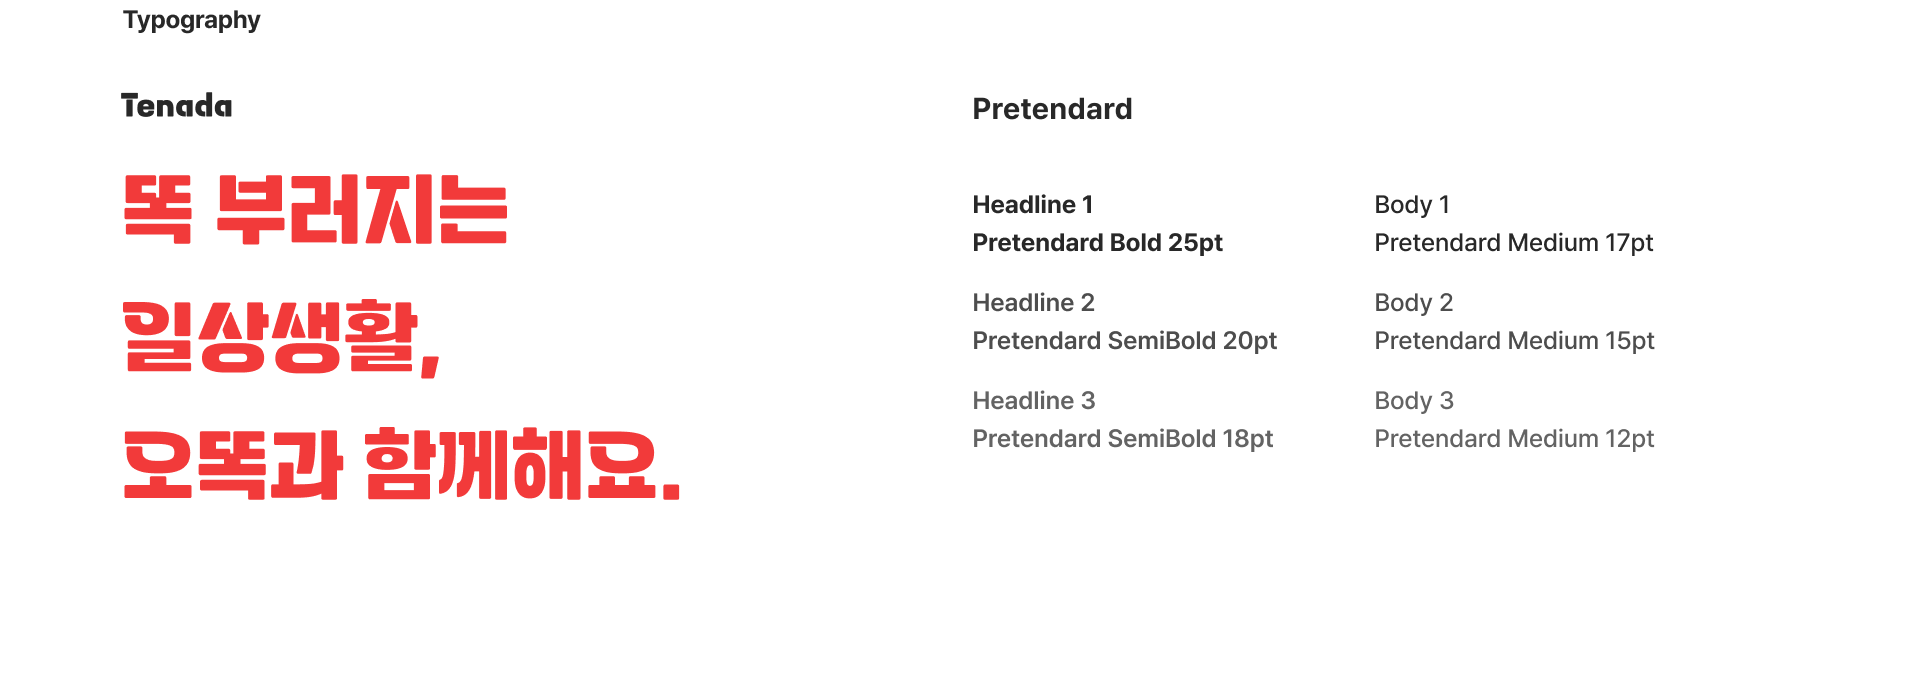 Typography
Tenada
똑 부러지는
일상생활,
오똑과 함께해요.
Pretendard
Headline 1
Pretendard Bold 25pt
Headline 2
Pretendard SemiBold 20pt
Headline 3
Pretendard SemiBold 18pt
Body 1
Pretendard Medium 17pt
Body 2
Pretendard Medium 15pt
Body 3
Pretendard Medium 12pt